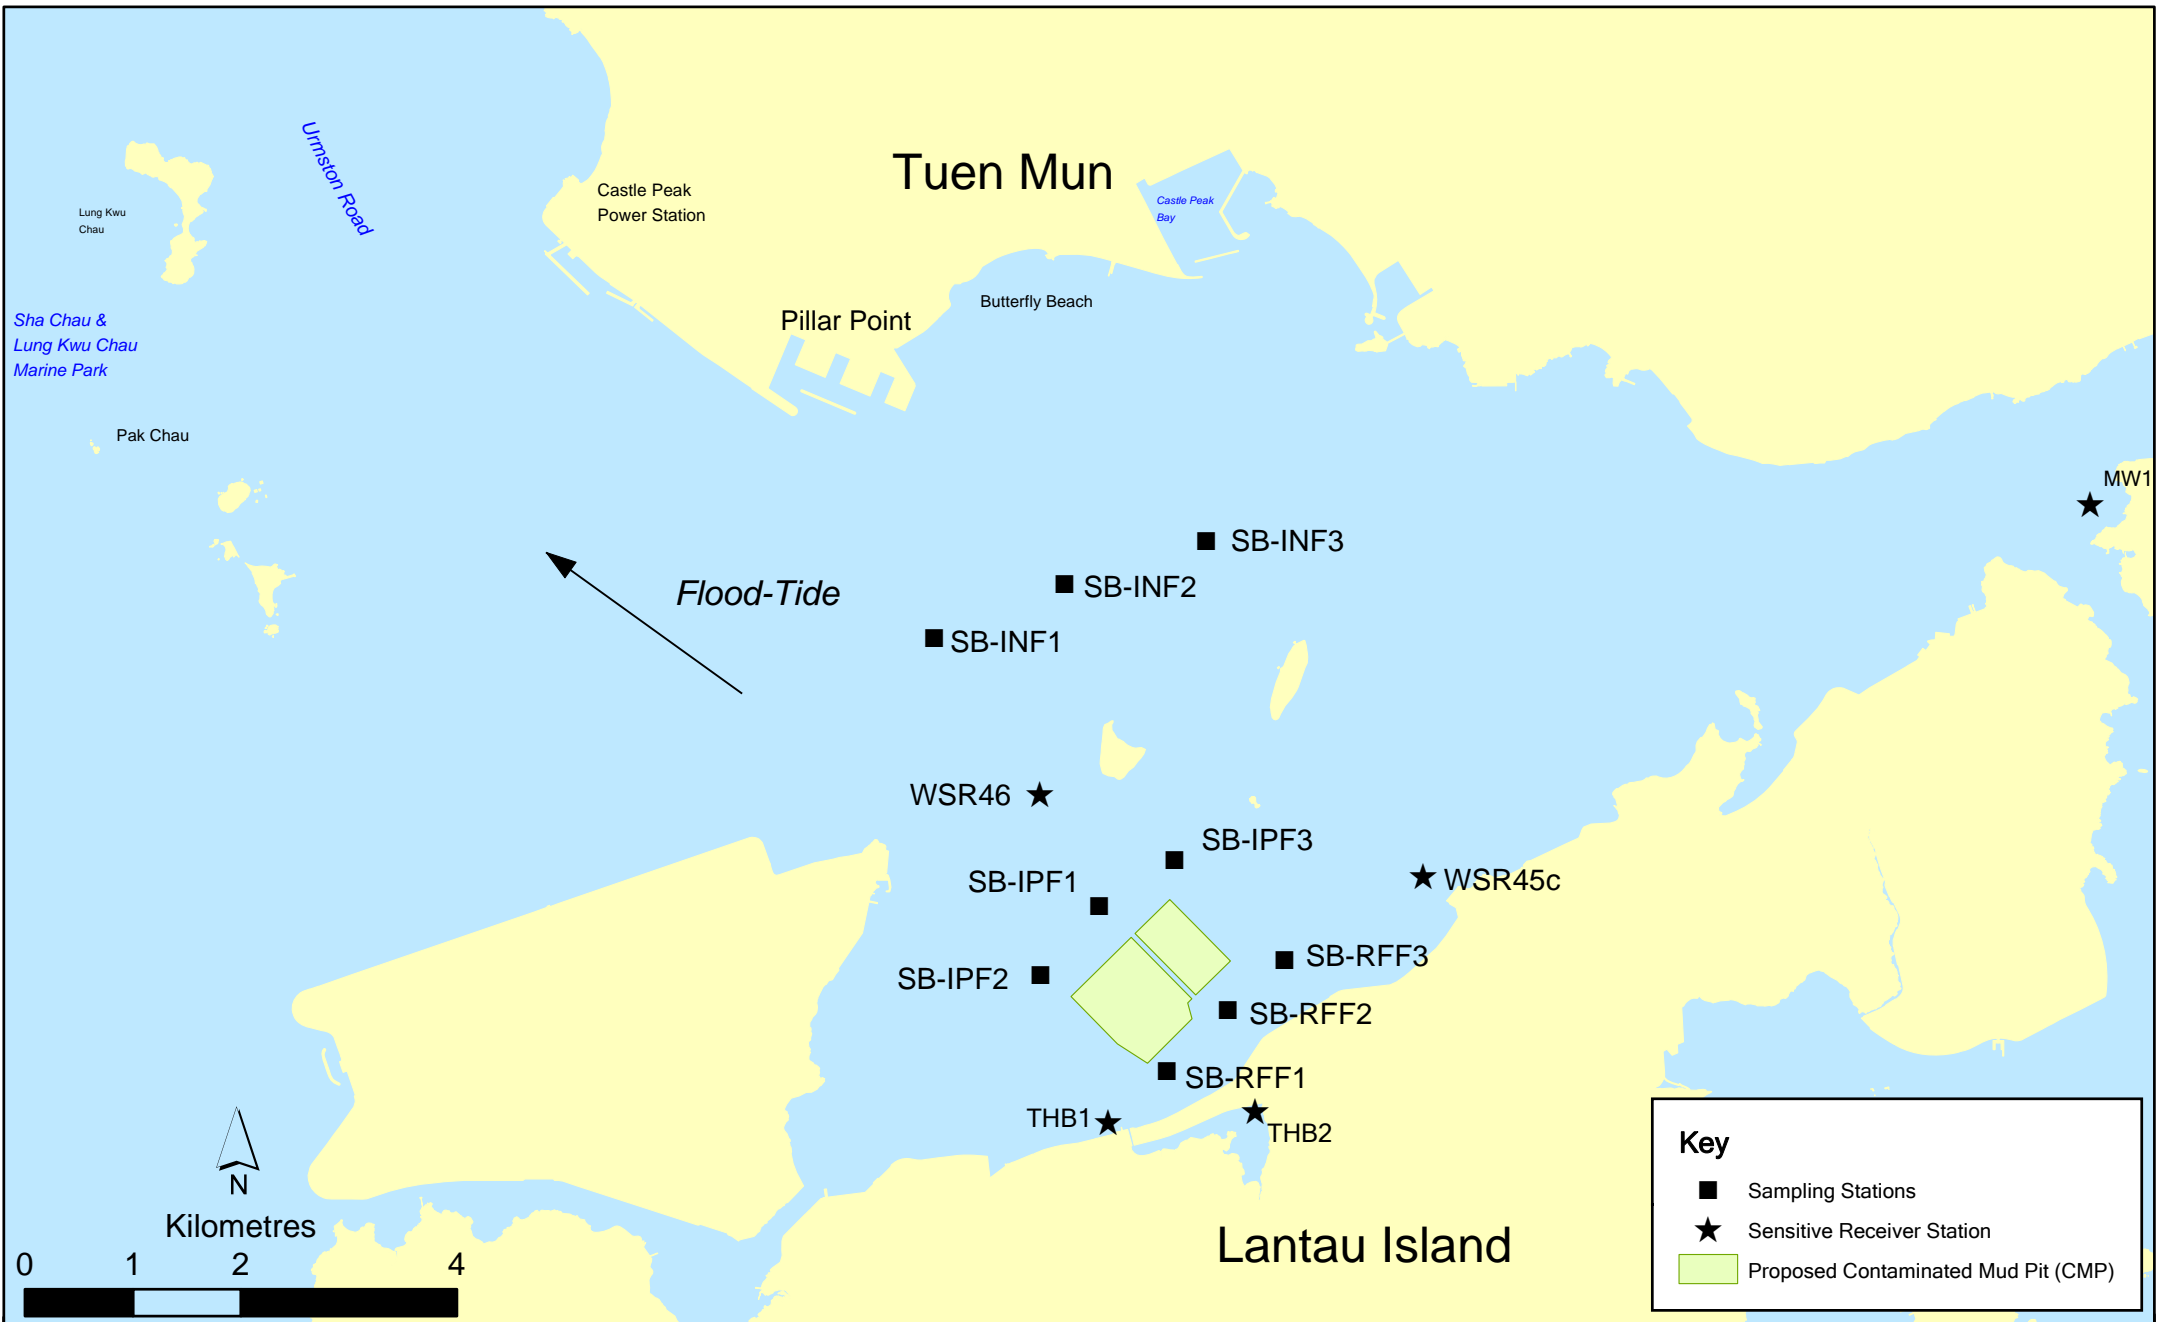 Urmston Road
Tuen Mun
Castle Peak
Power Station
Castle Peak
Bay
Lung Kwu
Chau
Butterfly Beach
Pillar Point
Sha Chau &
Lung Kwu Chau
Marine Park
Pak Chau
MW1
SB-INF3
SB-INF2
Flood-Tide
SB-INF1
WSR46
SB-IPF3
SB-IPF1
WSR45c
SB-RFF3
SB-IPF2
SB-RFF2
SB-RFF1
THB1
THB2
N
Kilometres
0 1 2 4
Lantau Island
Key
Sampling Stations
Sensitive Receiver Station
Proposed Contaminated Mud Pit (CMP)